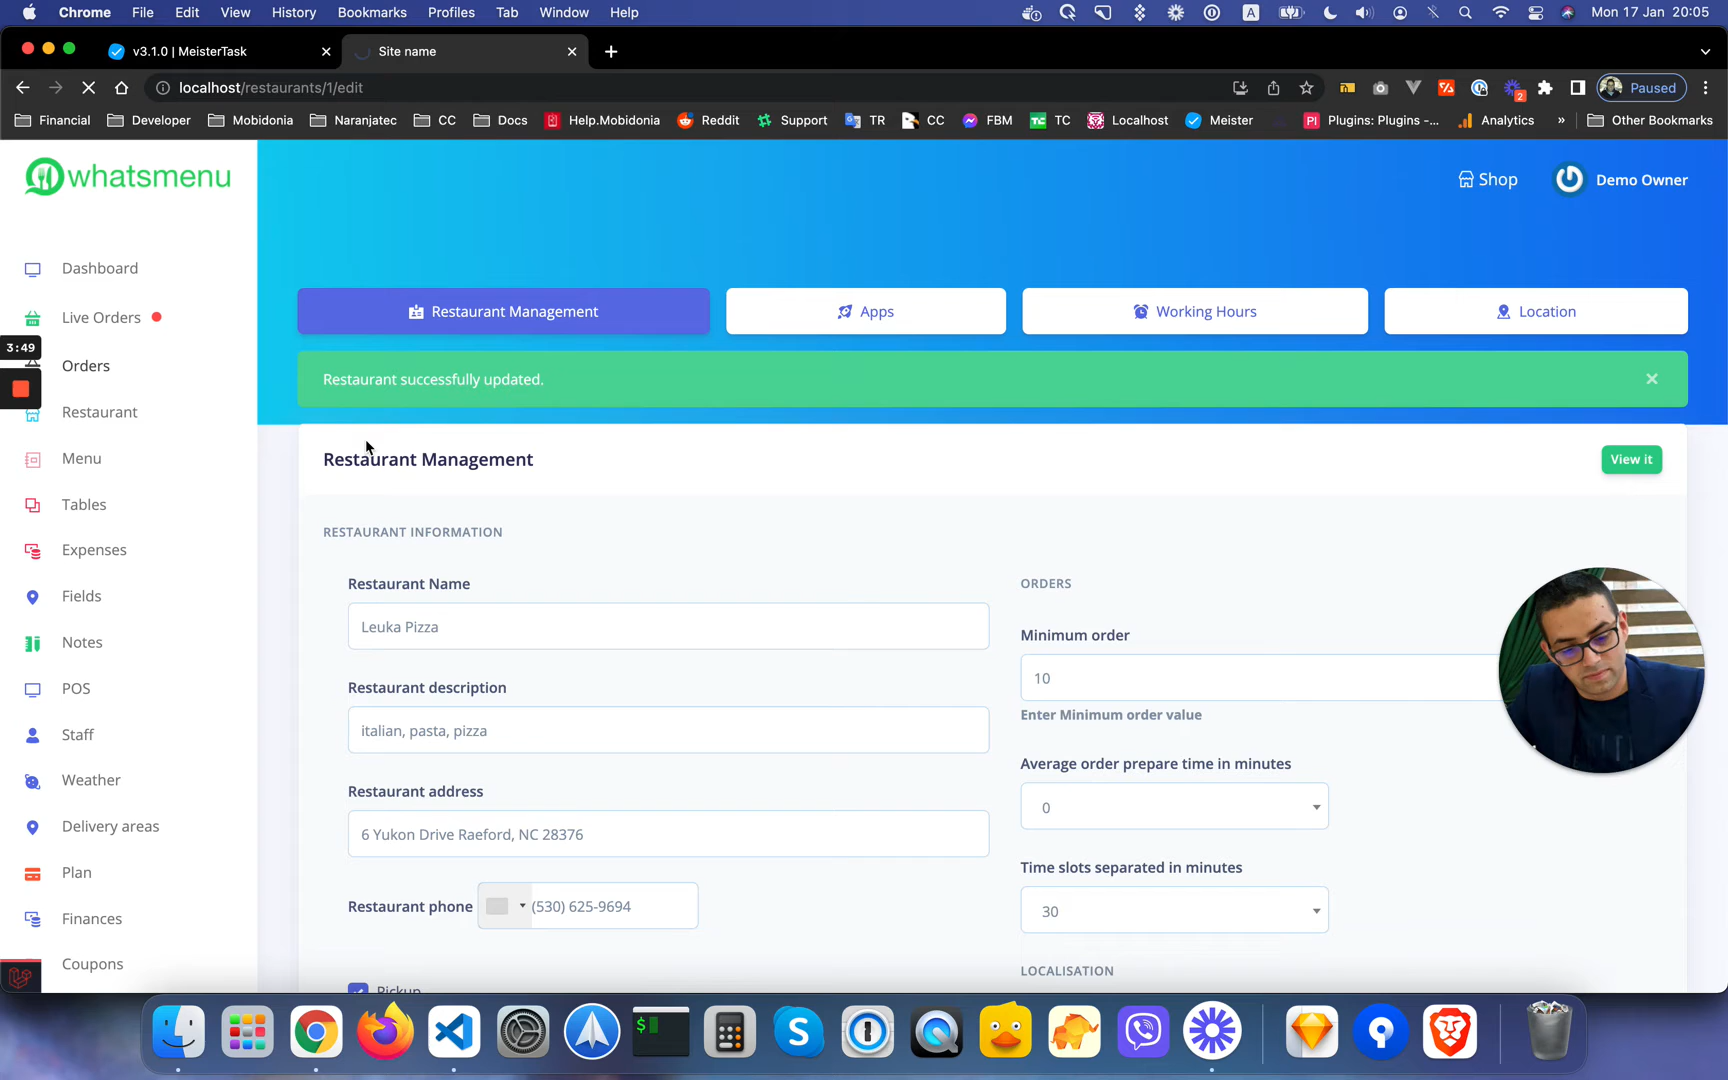 Chrome File Edit View History Bookmarks Profiles Tab Window Help A Mon 17 Jan 20:05
v3.1.0 | MeisterTask Site name
localhost/restaurants/1/edit 2 Paused
Financial Developer Mobidonia Naranjatec CC Docs Help.Mobidonia Reddit Support TR CC FBM TC Localhost Meister PI Plugins: Plugins -... Analytics » Other Bookmarks
whatsmenu
Shop Demo Owner
Dashboard
Live Orders
3:49
Orders
Restaurant
Menu
Tables
Expenses
Fields
Notes
POS
Staff
Weather
Delivery areas
Plan
Finances
Coupons
Restaurant Management Apps Working Hours Location
Restaurant successfully updated.
Restaurant Management View it
RESTAURANT INFORMATION
Restaurant Name
Leuka Pizza
Restaurant description
italian, pasta, pizza
Restaurant address
6 Yukon Drive Raeford, NC 28376
Restaurant phone (530) 625-9694
Pickup
ORDERS
Minimum order
10
Enter Minimum order value
Average order prepare time in minutes
0
Time slots separated in minutes
30
LOCALISATION